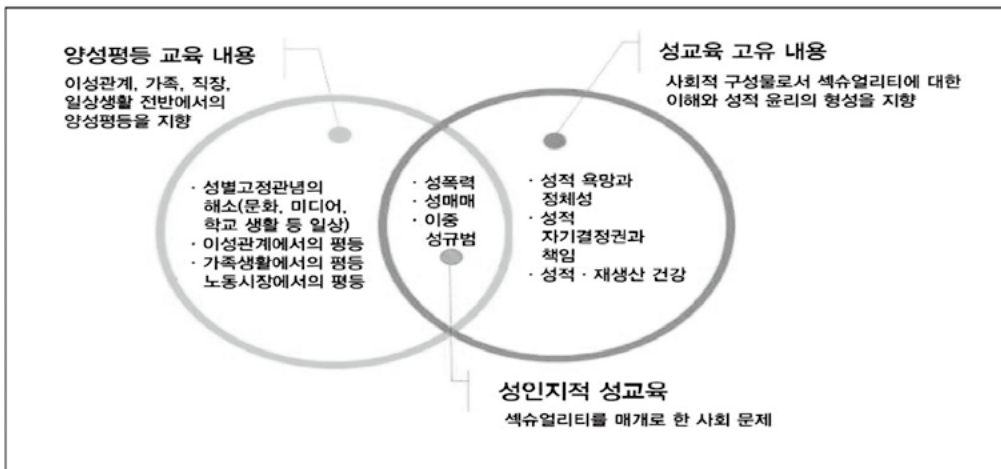 양성평등 교육 내용
이성관계, 가족, 직장,
일상생활 전반에서의
양성평등을 지향
성교육 고유 내용
사회적 구성물로서 섹슈얼리티에 대한
이해와 성적 윤리의 형성을 지향
· 성별고정관념의
해소(문화, 미디어,
학교 생활 등 일상)
· 이성관계에서의 평등
· 가족생활에서의 평등
노동시장에서의 평등
· 성폭력
· 성매매
· 이중
성규범
· 성적 욕망과
정체성
· 성적
자기결정권과
책임
· 성적 · 재생산 건강
성인지적 성교육
섹슈얼리티를 매개로 한 사회 문제